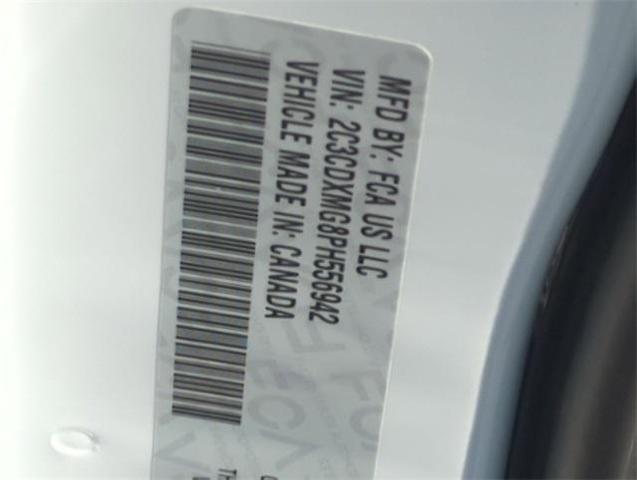 MFD BY: FCA US LLC
VIN: 2C3CDXMG8PH556942
VEHICLE MADE IN: CANADA